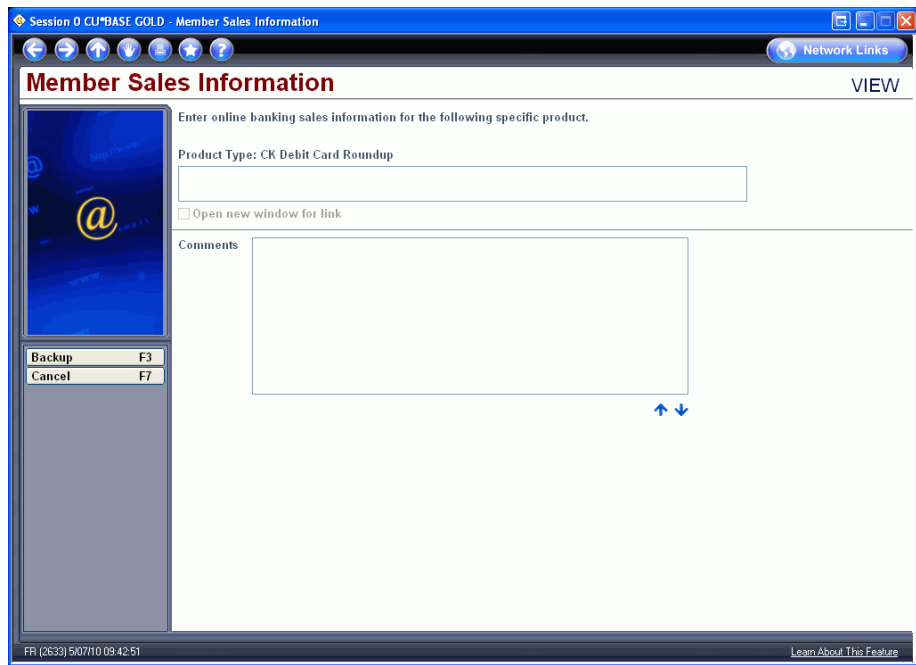 Session 0 CU*BASE GOLD - Member Sales Information
Network Links
Member Sales Information
VIEW
Enter online banking sales information for the following specific product.
Product Type: CK Debit Card Roundup
@
@
Open new window for link
Comments
Backup F3
Cancel F7
FR (2633) 5/07/10 09:42:51
Learn About This Feature